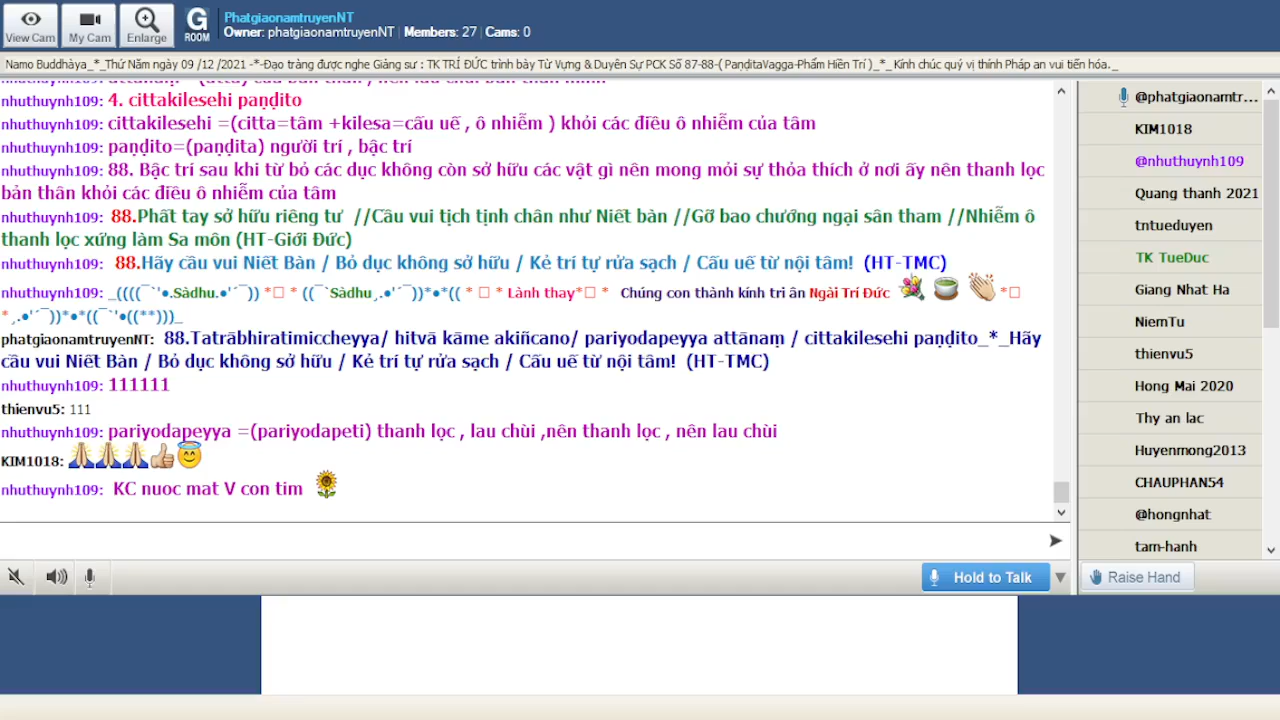 View Cam
My Cam
Enlarge
G
ROOM
PhatgiaonamtruyenNT
Owner: phatgiaonamtruyenNT | Members: 27 | Cams: 0
Namo Buddhàya_*_Thứ Năm ngày 09 /12 /2021 -*-Đạo tràng được nghe Giảng sư : TK TRÍ ĐỨC trình bày Từ Vựng & Duyên Sự PCK Số 87-88-( PaṇḍitaVagga-Phẩm Hiền Trí )_*_ Kính chúc quý vị thính Pháp an vui tiến hóa._
nhuthuynh109: 4. cittakilesehi paṇḍito
nhuthuynh109: cittakilesehi =(citta=tâm +kilesa=cấu uế , ô nhiễm ) khỏi các điều ô nhiễm của tâm
nhuthuynh109: paṇḍito=(paṇḍita) người trí , bậc trí
nhuthuynh109: 88. Bậc trí sau khi từ bỏ các dục không còn sở hữu các vật gì nên mong mỏi sự thỏa thích ở nơi ấy nên thanh lọc
bản thân khỏi các điều ô nhiễm của tâm
nhuthuynh109: 88.Phất tay sở hữu riêng tư //Cầu vui tịch tịnh chân như Niết bàn //Gỡ bao chướng ngại sân tham //Nhiễm ô
thanh lọc xứng làm Sa môn (HT-Giới Đức)
nhuthuynh109: 88.Hãy cầu vui Niết Bàn / Bỏ dục không sở hữu / Kẻ trí tự rửa sạch / Cấu uế từ nội tâm! (HT-TMC)
nhuthuynh109: _((((¯`'•.Sàdhu.•'´¯)) *□ * ((¯`Sàdhu¸.•'´¯))*•*(( * □ * Lành thay*□ * Chúng con thành kính tri ân Ngài Trí Đức *□
*¸.•'´¯))*•*((¯`'•((**)))_
phatgiaonamtruyenNT: 88.Tatrābhiratimiccheyya/ hitvā kāme akiñcano/ pariyodapeyya attānaṃ / cittakilesehi paṇḍito_*_Hãy
cầu vui Niết Bàn / Bỏ dục không sở hữu / Kẻ trí tự rửa sạch / Cấu uế từ nội tâm! (HT-TMC)
nhuthuynh109: 111111
thienvu5: 111
nhuthuynh109: pariyodapeyya =(pariyodapeti) thanh lọc , lau chùi ,nên thanh lọc , nên lau chùi
KIM1018: 🙏🙏🙏👍😇
nhuthuynh109: KC nuoc mat V con tim 🌻
Hold to Talk
@phatgiaonamtr...
KIM1018
@nhuthuynh109
Quang thanh 2021
tntueduyen
TK TueDuc
Giang Nhat Ha
NiemTu
thienvu5
Hong Mai 2020
Thy an lac
Huyenmong2013
CHAUPHAN54
@hongnhat
tam-hanh
Raise Hand